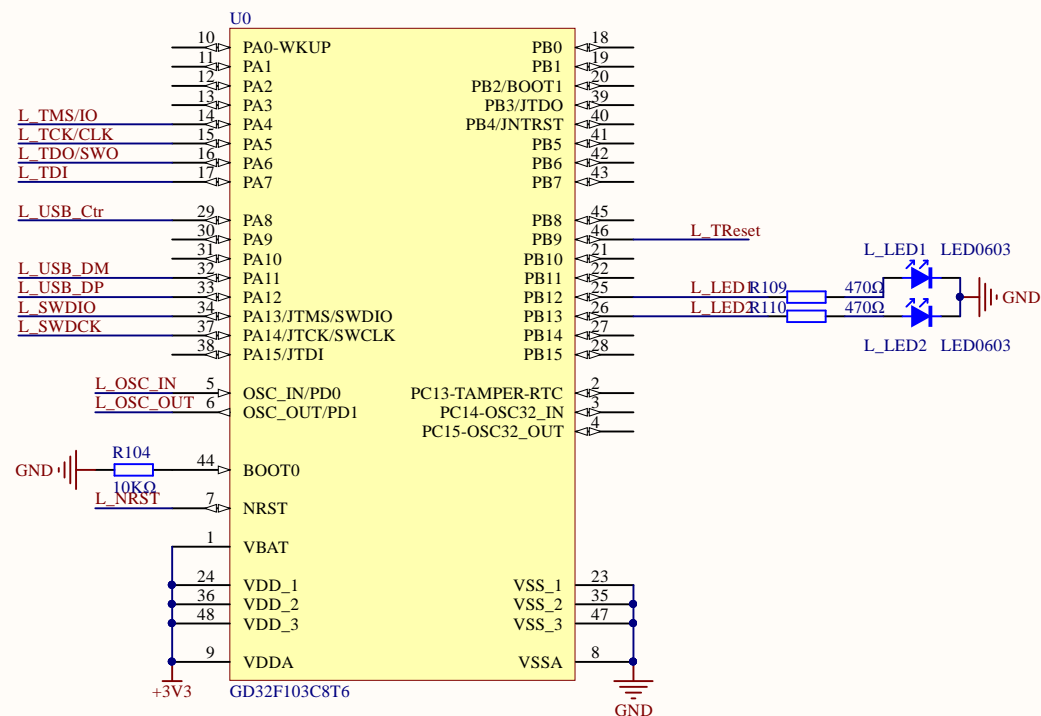 U0
10 PA0-WKUP PB0 18
11 PA1 PB1 19
12 PA2 PB2/BOOT1 20
13 PA3 PB3/JTDO 39
L_TMS/IO 14 PA4 PB4/JNTRST 40
L_TCK/CLK 15 PA5 PB5 41
L_TDO/SWO 16 PA6 PB6 42
L_TDI 17 PA7 PB7 43
L_USB_Ctr 29 PA8 PB8 45
30 PA9 PB9 46 L_TReset
31 PA10 PB10 21
L_LED1 LED0603
L_USB_DM 32 PA11 PB11 22
L_USB_DP 33 PA12 PB12 25 L_LED1 R109 470Ω GND
L_SWDIO 34 PA13/JTMS/SWDIO PB13 26 L_LED2 R110 470Ω
L_SWDCK 37 PA14/JTCK/SWCLK PB14 27
L_LED2 LED0603
38 PA15/JTDI PB15 28
L_OSC_IN 5 OSC_IN/PD0 PC13-TAMPER-RTC 2
L_OSC_OUT 6 OSC_OUT/PD1 PC14-OSC32_IN 3
PC15-OSC32_OUT 4
R104
GND 44 BOOT0
10KΩ
L_NRST 7 NRST
1 VBAT
24 VDD_1 VSS_1 23
36 VDD_2 VSS_2 35
48 VDD_3 VSS_3 47
9 VDDA VSSA 8
+3V3 GD32F103C8T6
GND